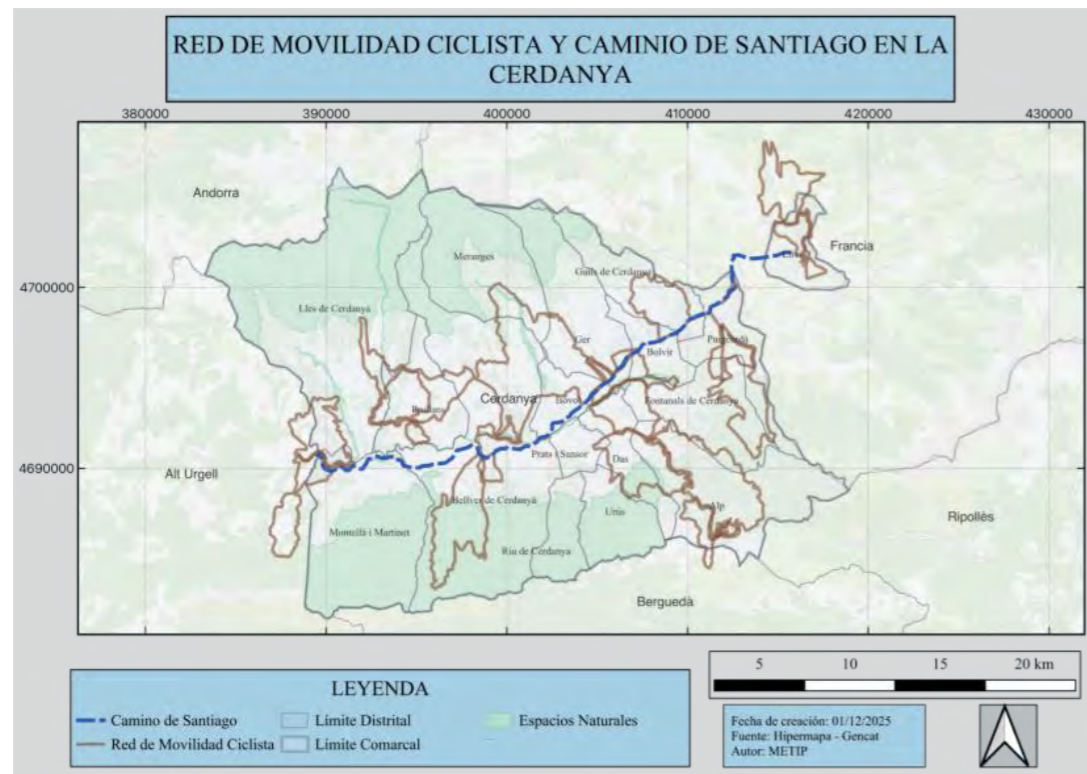 RED DE MOVILIDAD CICLISTA Y CAMINIO DE SANTIAGO EN LA
CERDANYA
380000 390000 400000 410000 420000 430000
Andorra
Francia
Meranges
Guils de Cerdanya
4700000
Lles de Cerdanya
Ger
Puigcerdà
Bolvir
Cerdanya
Fontanals de Cerdanya
Prats i Sansor
Das
4690000
Alt Urgell
Bellver de Cerdanyà
Alp
Urús
Ripollès
Montellà i Martinet
Riu de Cerdanya
Berguedà
5 10 15 20 km
LEYENDA
Camino de Santiago
Límite Distrital
Espacios Naturales
Red de Movilidad Ciclista
Límite Comarcal
Fecha de creación: 01/12/2025
Fuente: Hipermapa - Gencat
Autor: METIP